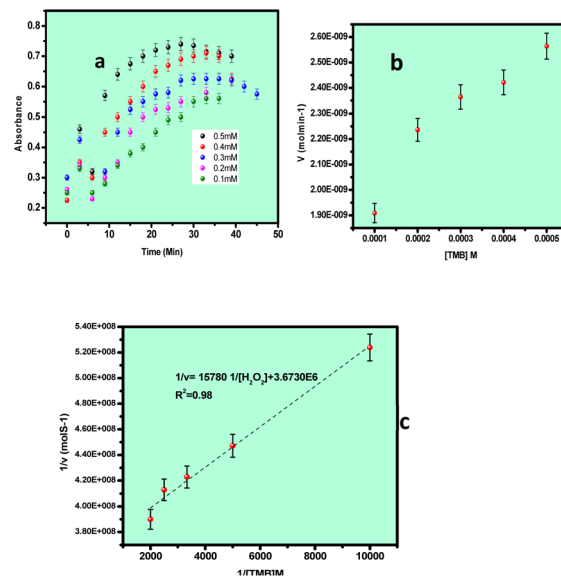 a
Absorbance
0.8
0.7
0.6
0.5
0.4
0.3
0.2
0.5mM
0.4mM
0.3mM
0.2mM
0.1mM
0
10
20
30
40
50
Time (Min)
b
V (molmin-1)
2.60E-009
2.50E-009
2.40E-009
2.30E-009
2.20E-009
2.10E-009
2.00E-009
1.90E-009
0.0001
0.0002
0.0003
0.0004
0.0005
[TMB] M
c
1/v (molS-1)
5.40E+008
5.20E+008
5.00E+008
4.80E+008
4.60E+008
4.40E+008
4.20E+008
4.00E+008
3.80E+008
1/v= 15780 1/[H₂O₂]+3.6730E6
R²=0.98
2000
4000
6000
8000
10000
1/[TMB]M